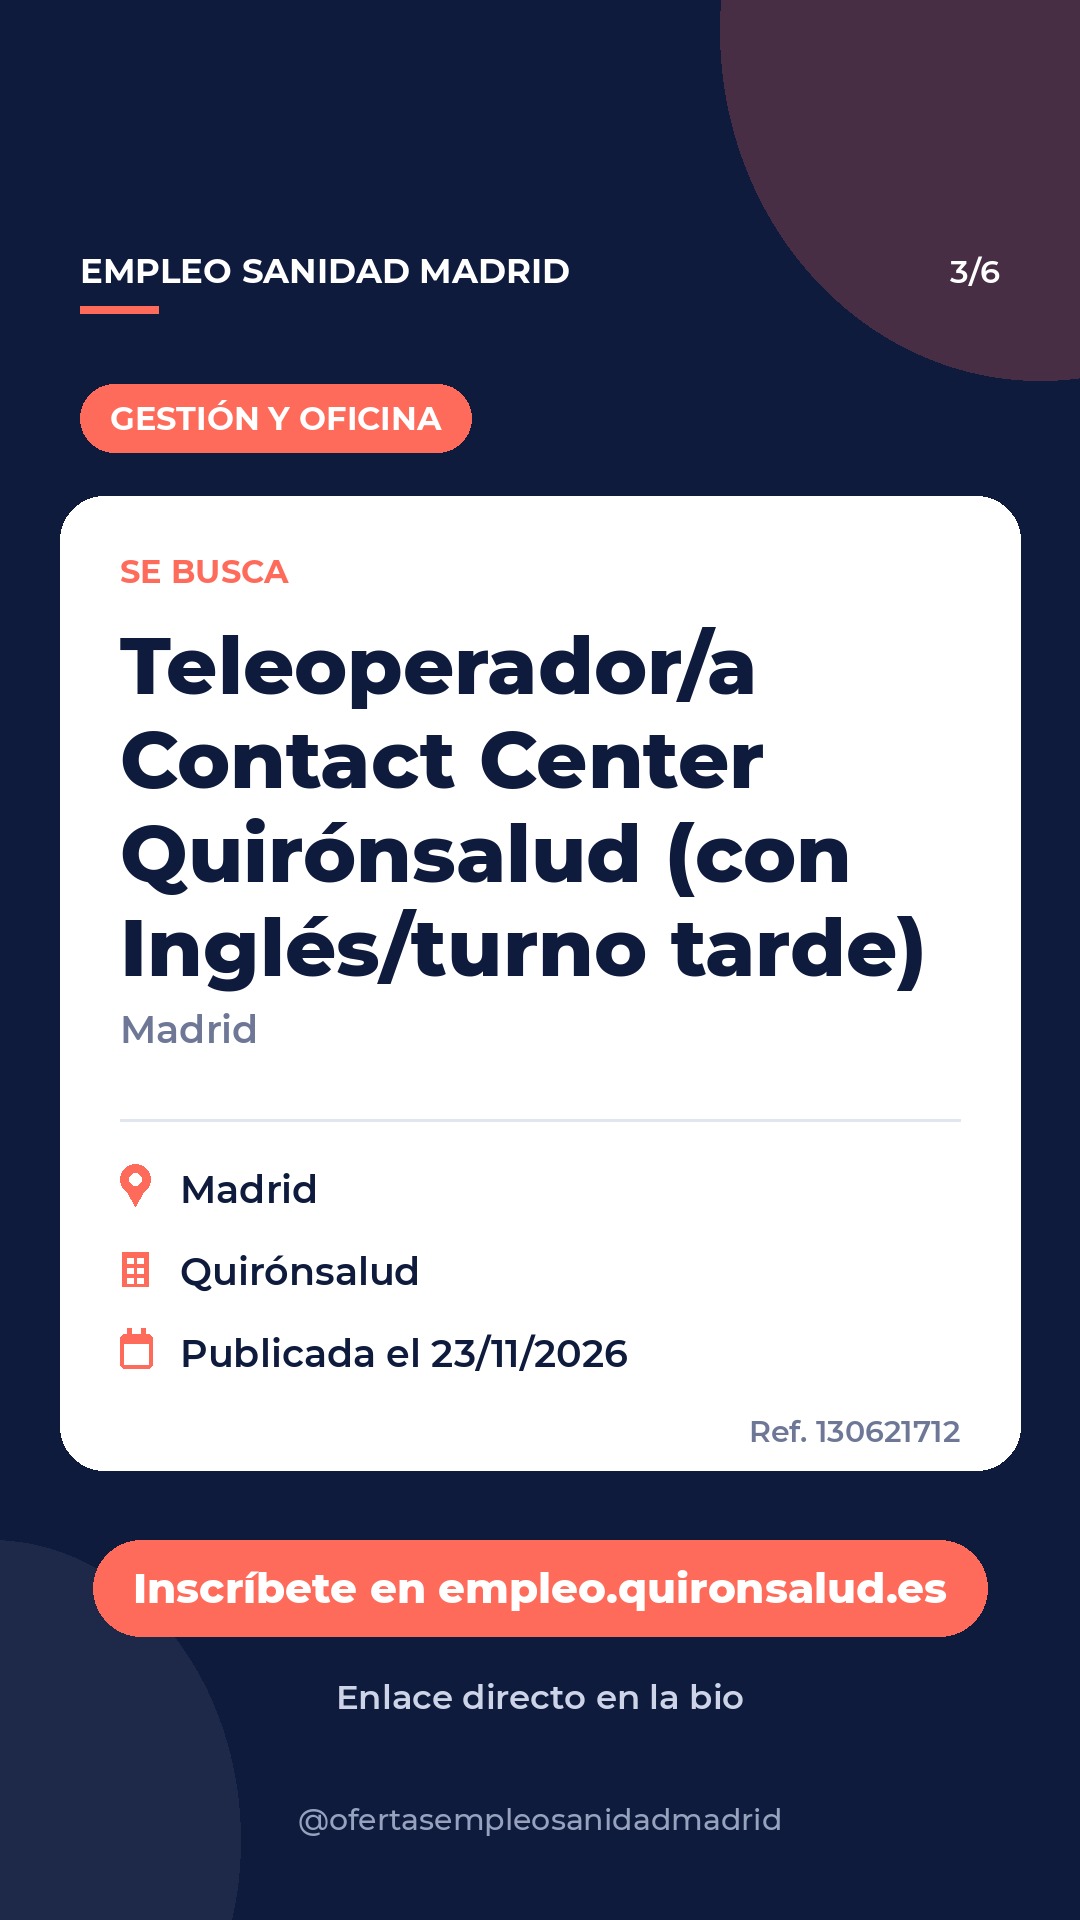 EMPLEO SANIDAD MADRID
3/6
GESTIÓN Y OFICINA
SE BUSCA
Teleoperador/a
Contact Center
Quirónsalud (con
Inglés/turno tarde)
Madrid
Madrid
Quirónsalud
Publicada el 23/11/2026
Ref. 130621712
Inscríbete en empleo.quironsalud.es
Enlace directo en la bio
@ofertasempleosanidadmadrid